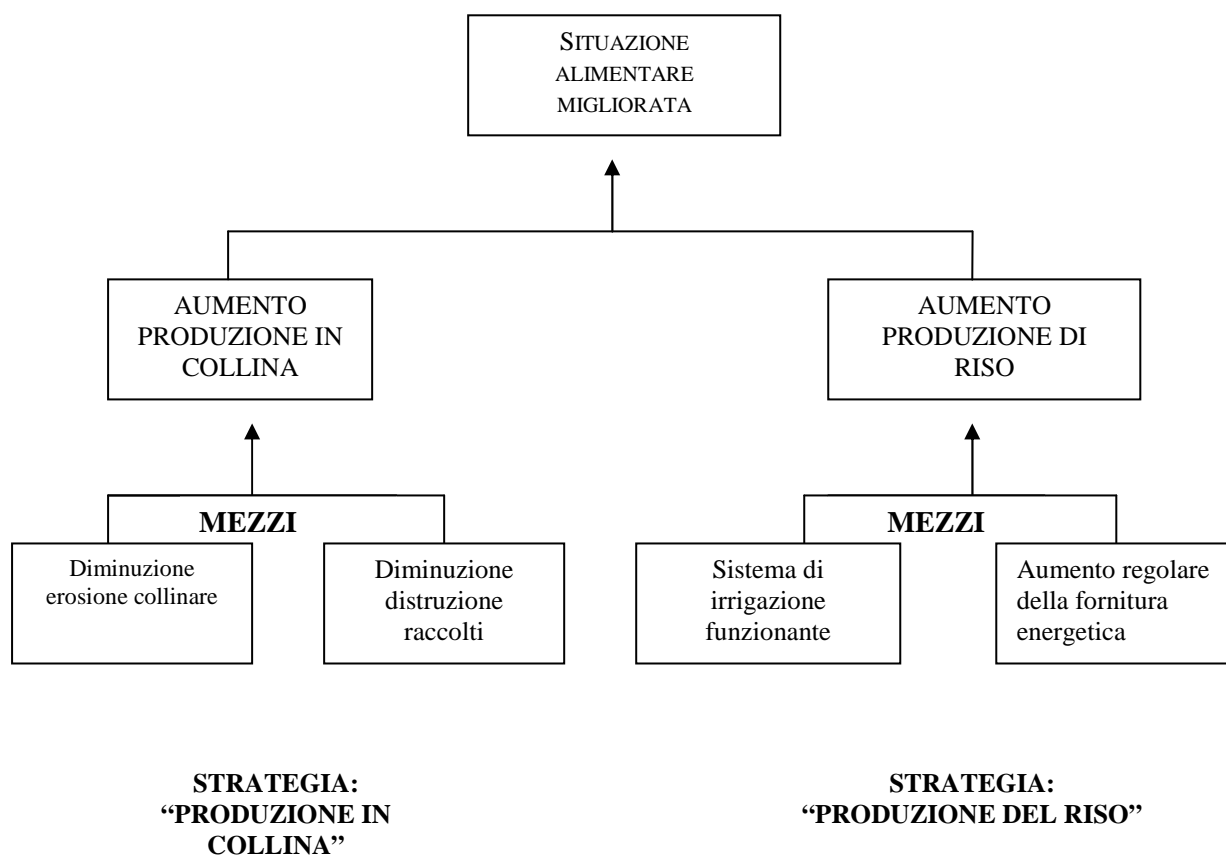 SITUAZIONE
ALIMENTARE
MIGLIORATA
AUMENTO
PRODUZIONE IN
COLLINA
AUMENTO
PRODUZIONE DI
RISO
MEZZI
MEZZI
Diminuzione
erosione collinare
Diminuzione
distruzione
raccolti
Sistema di
irrigazione
funzionante
Aumento regolare
della fornitura
energetica
STRATEGIA:
“PRODUZIONE IN
COLLINA”
STRATEGIA:
“PRODUZIONE DEL RISO”